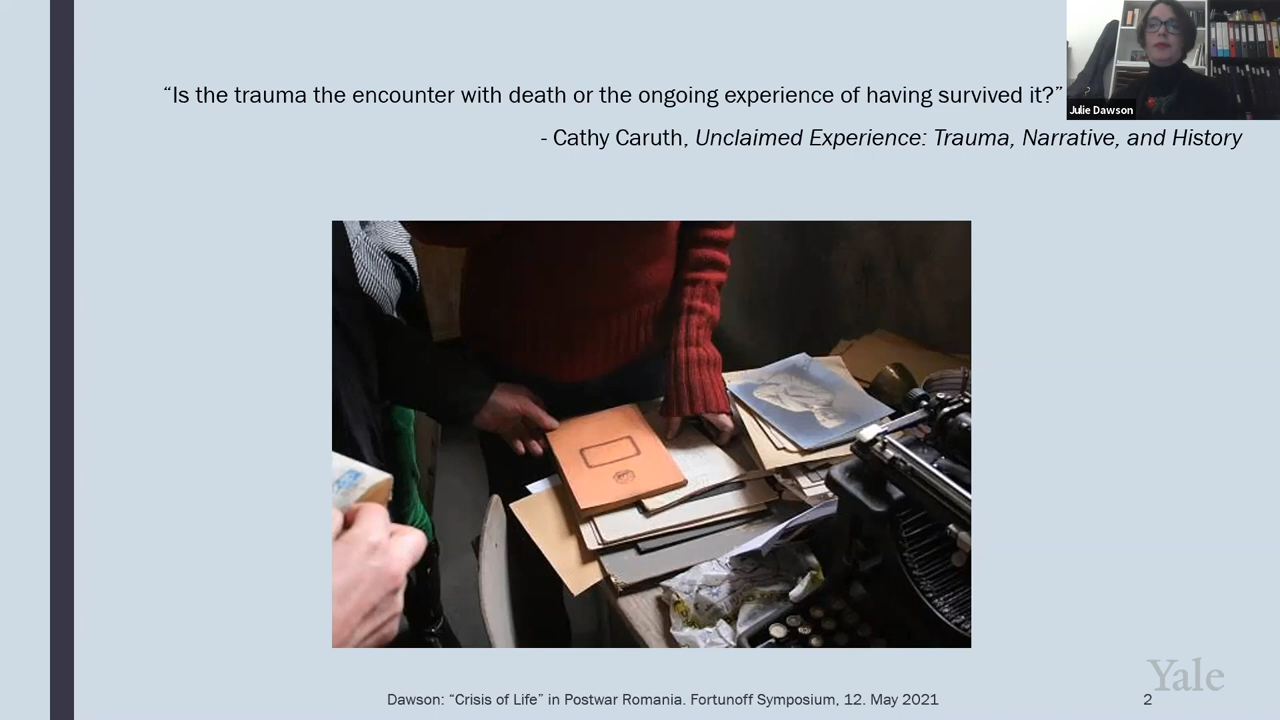 “Is the trauma the encounter with death or the ongoing experience of having survived it?”
Julie Dawson
- Cathy Caruth, Unclaimed Experience: Trauma, Narrative, and History
Dawson: “Crisis of Life” in Postwar Romania. Fortunoff Symposium, 12. May 2021
Yale
2